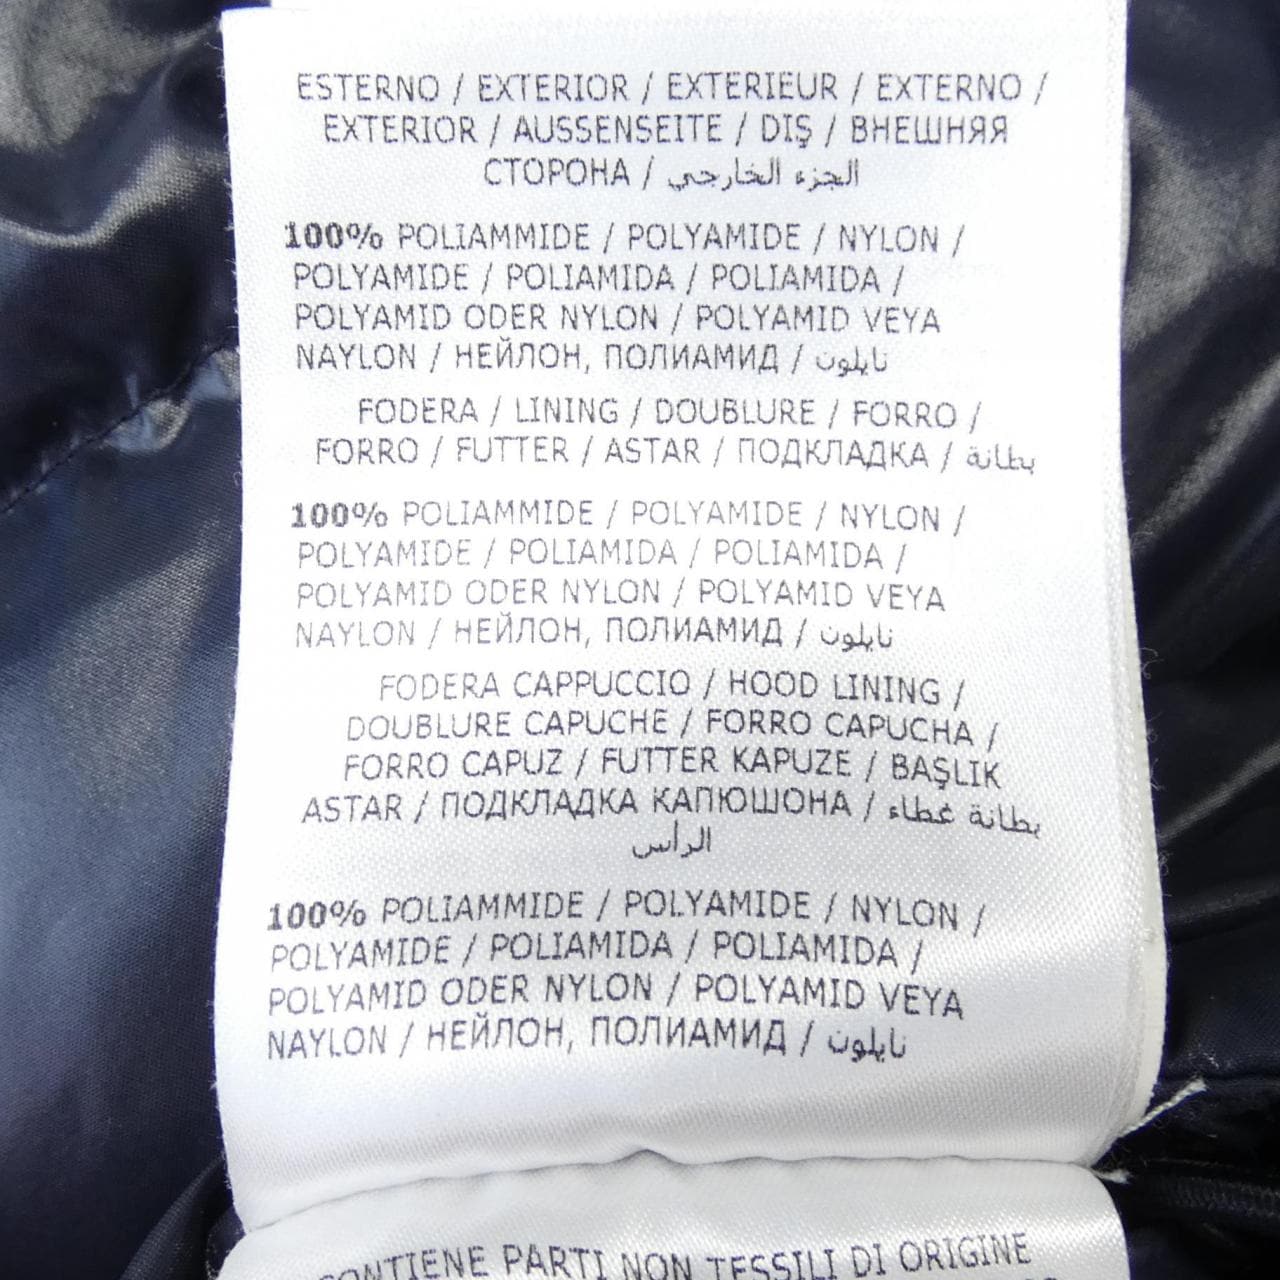 ESTERNO / EXTERIOR / EXTERIEUR / EXTERNO /
EXTERIOR / AUSSENSEITE / DIŞ / ВНЕШНЯЯ
СТОРОНА / الجزء الخارجي
100% POLIAMMIDE / POLYAMIDE / NYLON /
POLYAMIDE / POLIAMIDA / POLIAMIDA /
POLYAMID ODER NYLON / POLYAMID VEYA
NAYLON / НЕЙЛОН, ПОЛИАМИД / نايلون
FODERA / LINING / DOUBLURE / FORRO /
FORRO / FUTTER / ASTAR / ПОДКЛАДКА / بطانة
100% POLIAMMIDE / POLYAMIDE / NYLON /
POLYAMIDE / POLIAMIDA / POLIAMIDA /
POLYAMID ODER NYLON / POLYAMID VEYA
NAYLON / НЕЙЛОН, ПОЛИАМИД / نايلون
FODERA CAPPUCCIO / HOOD LINING /
DOUBLURE CAPUCHE / FORRO CAPUCHA /
FORRO CAPUZ / FUTTER KAPUZE / BAŞLIK
ASTAR / ПОДКЛАДКА КАПЮШОНА / بطانة غطاء
الرأس
100% POLIAMMIDE / POLYAMIDE / NYLON /
POLYAMIDE / POLIAMIDA / POLIAMIDA /
POLYAMID ODER NYLON / POLYAMID VEYA
NAYLON / НЕЙЛОН, ПОЛИАМИД / نايلون
CONTIENE PARTI NON TESSILI DI ORIGINE